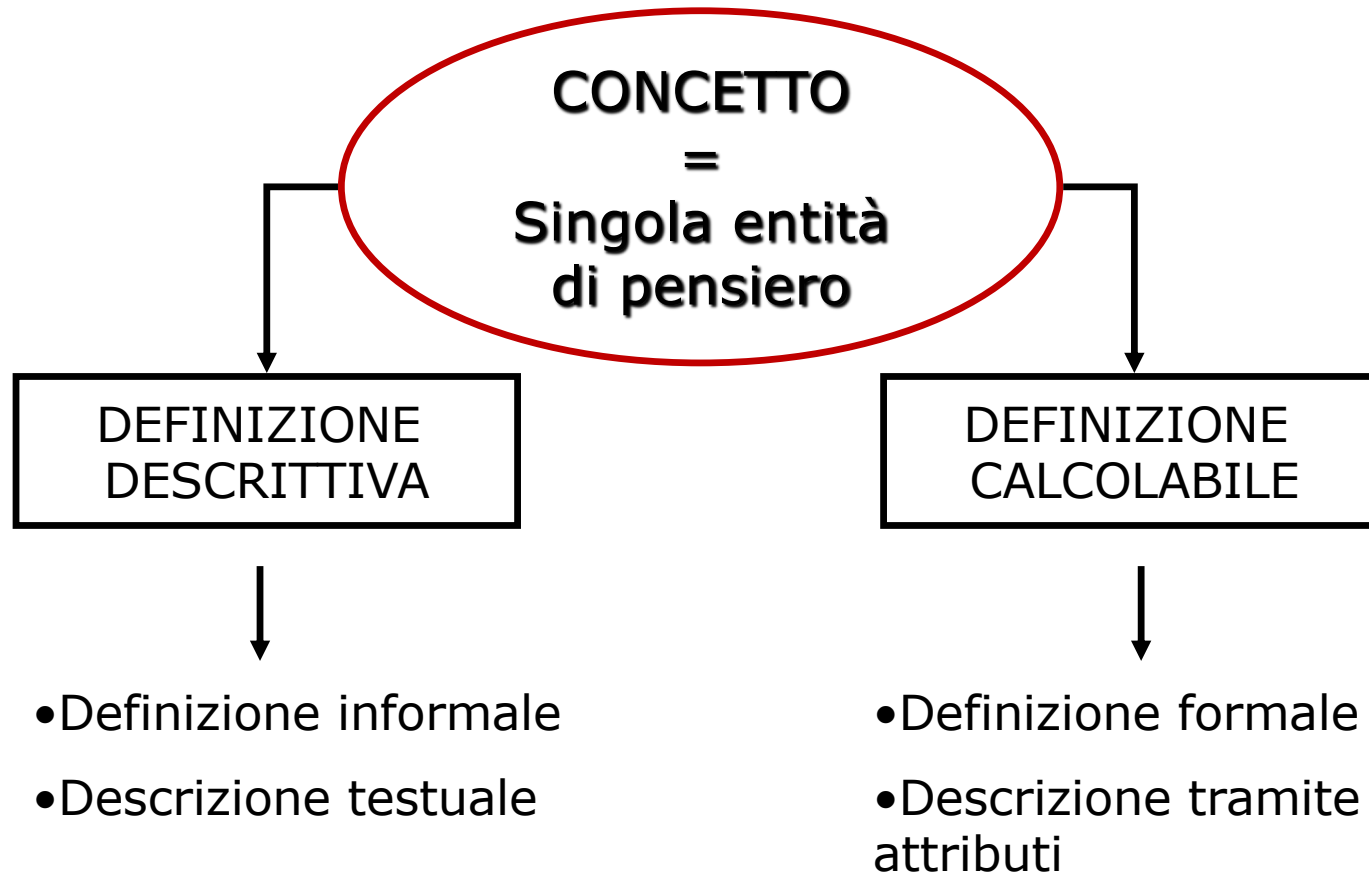 CONCETTO
=
Singola entità
di pensiero
DEFINIZIONE
DESCRITTIVA
DEFINIZIONE
CALCOLABILE
•Definizione informale
•Descrizione testuale
•Definizione formale
•Descrizione tramite
attributi